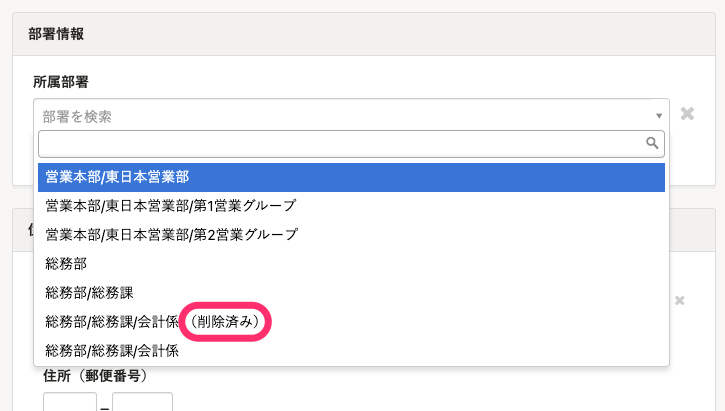 部署情報
所属部署
部署を検索
営業本部/東日本営業部
営業本部/東日本営業部/第1営業グループ
営業本部/東日本営業部/第2営業グループ
総務部
総務部/総務課
総務部/総務課/会計係（削除済み）
総務部/総務課/会計係
住所（郵便番号）